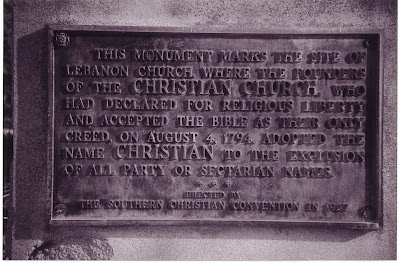 THIS MONUMENT MARKS THE SITE OF
LEBANON CHURCH, WHERE THE FOUNDERS
OF THE CHRISTIAN CHURCH, WHO
HAD DECLARED FOR RELIGIOUS LIBERTY
AND ACCEPTED THE BIBLE AS THEIR ONLY
CREED, ON AUGUST 4, 1794, ADOPTED THE
NAME CHRISTIAN TO THE EXCLUSION
OF ALL PARTY OR SECTARIAN NAMES.
ERECTED BY
THE SOUTHERN CHRISTIAN CONVENTION IN 1927